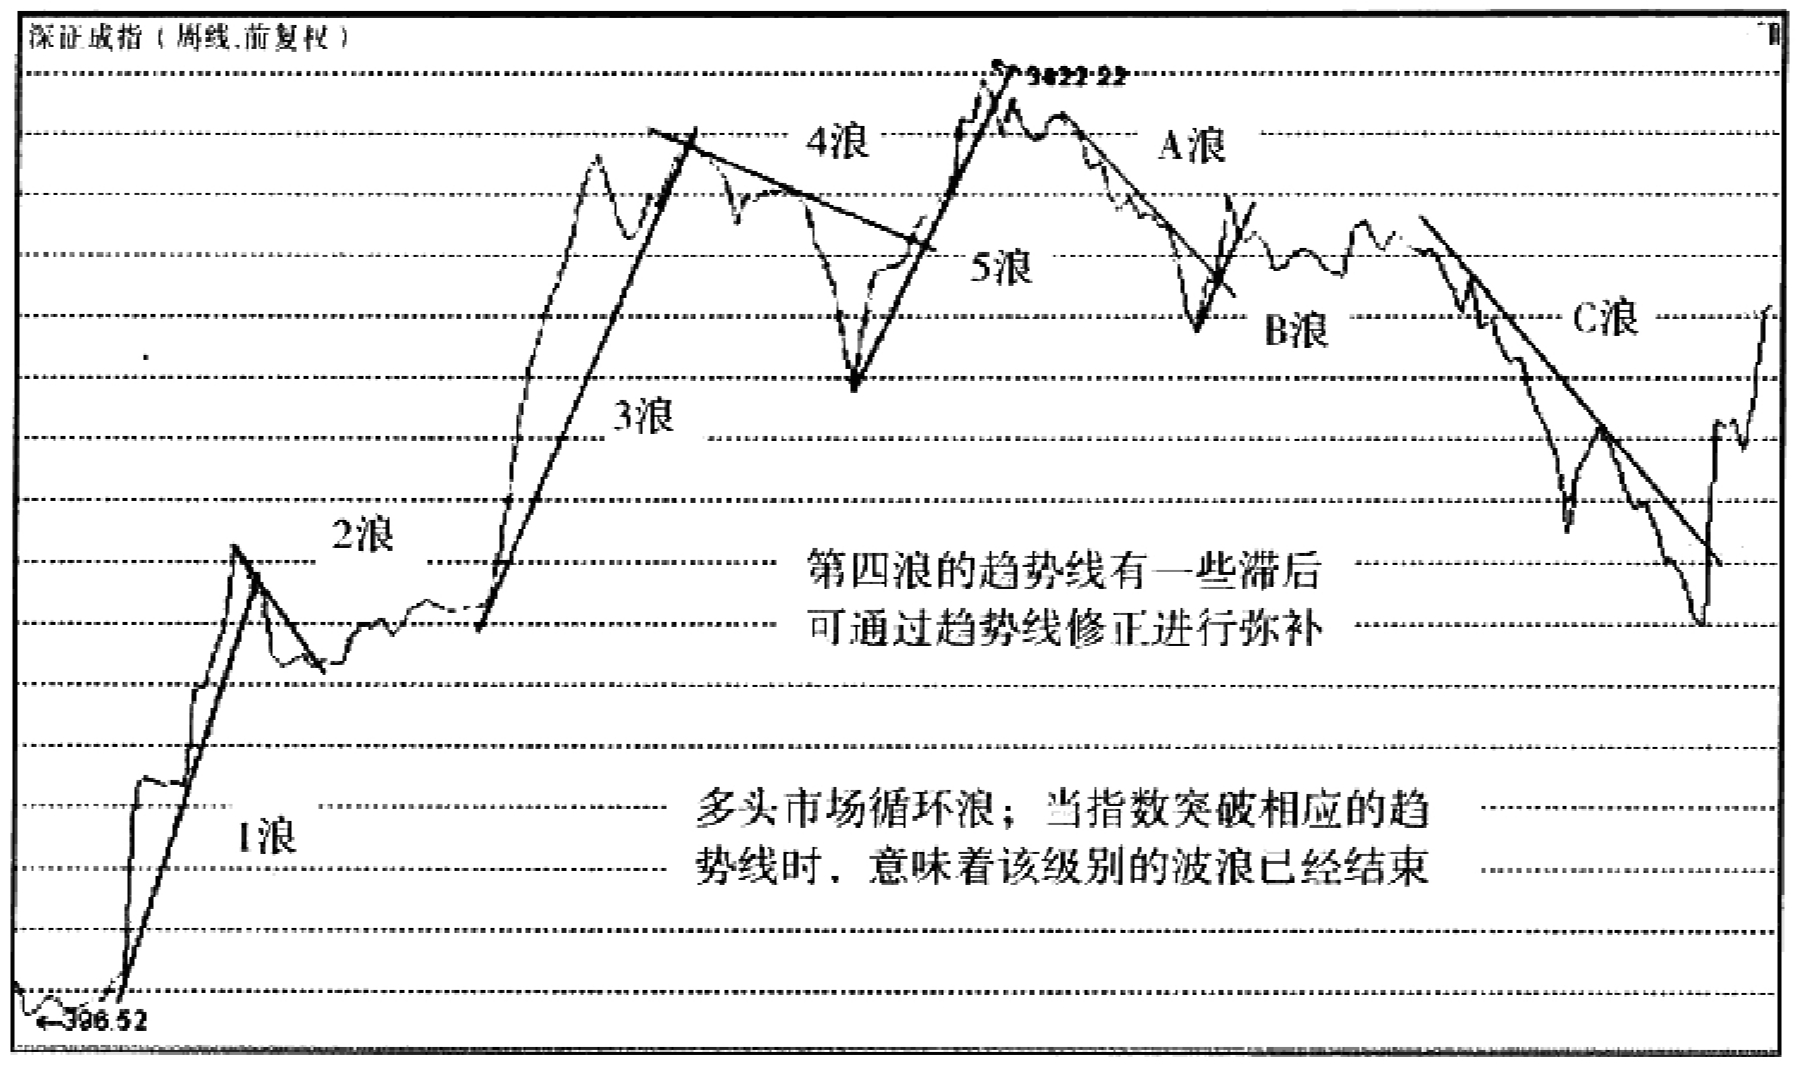 深证成指（周线.前复权）
3422.22
4浪
A浪
5浪
B浪
C浪
3浪
2浪
第四浪的趋势线有一些滞后
可通过趋势线修正进行弥补
多头市场循环浪；当指数突破相应的趋
势线时，意味着该级别的波浪已经结束
1浪
←396.52